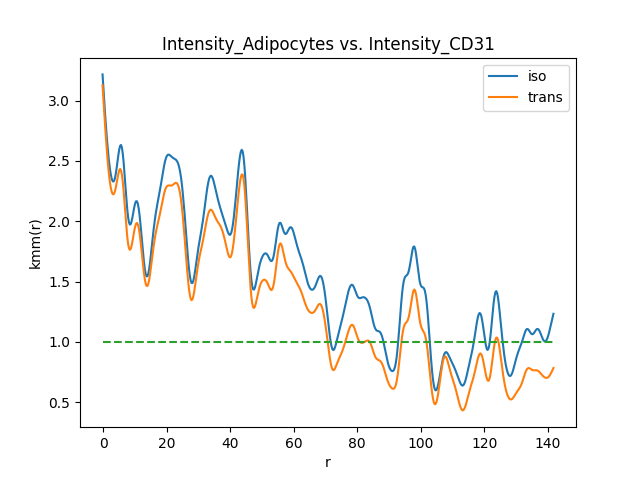 Intensity_Adipocytes vs. Intensity_CD31
iso
trans
kmm(r)
3.0
2.5
2.0
1.5
1.0
0.5
0 20 40 60 80 100 120 140
r